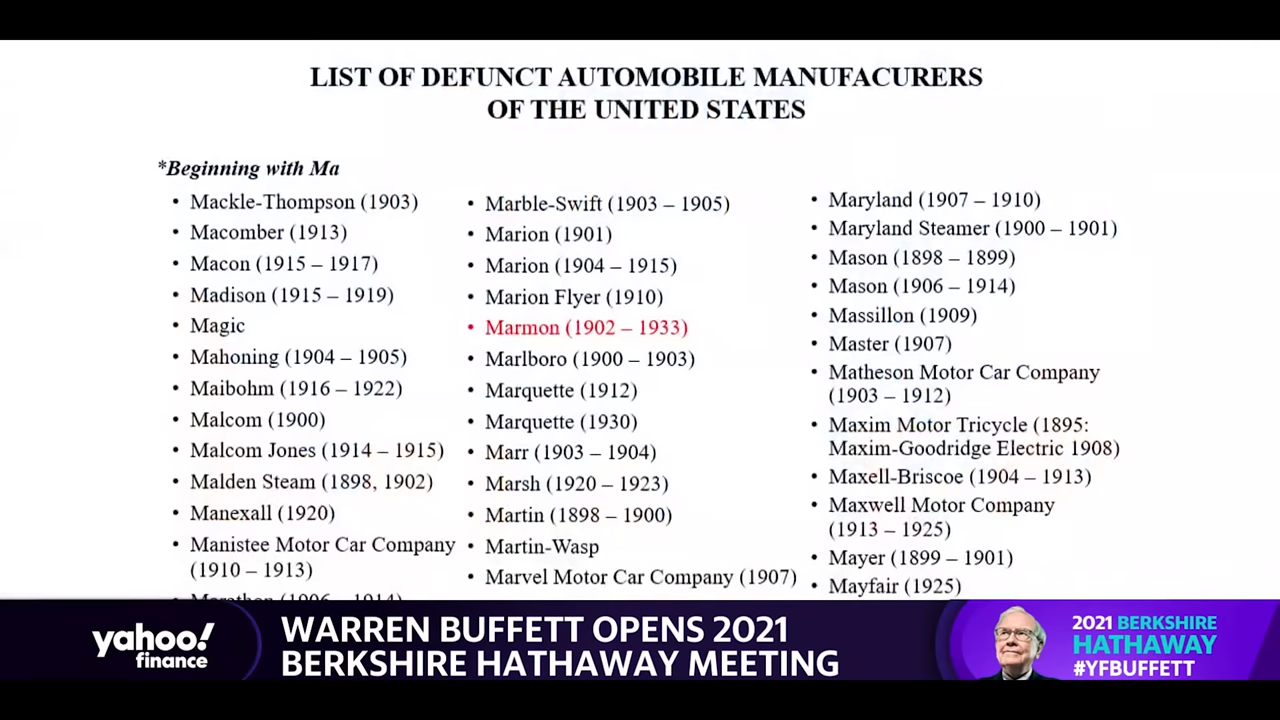 LIST OF DEFUNCT AUTOMOBILE MANUFACURERS
OF THE UNITED STATES
*Beginning with Ma
• Mackle-Thompson (1903)
• Macomber (1913)
• Macon (1915 – 1917)
• Madison (1915 – 1919)
• Magic
• Mahoning (1904 – 1905)
• Maibohm (1916 – 1922)
• Malcom (1900)
• Malcom Jones (1914 – 1915)
• Malden Steam (1898, 1902)
• Manexall (1920)
• Manistee Motor Car Company
(1910 – 1913)
• Marathon (1906 – 1914)
• Marble-Swift (1903 – 1905)
• Marion (1901)
• Marion (1904 – 1915)
• Marion Flyer (1910)
• Marmon (1902 – 1933)
• Marlboro (1900 – 1903)
• Marquette (1912)
• Marquette (1930)
• Marr (1903 – 1904)
• Marsh (1920 – 1923)
• Martin (1898 – 1900)
• Martin-Wasp
• Marvel Motor Car Company (1907)
• Maryland (1907 – 1910)
• Maryland Steamer (1900 – 1901)
• Mason (1898 – 1899)
• Mason (1906 – 1914)
• Massillon (1909)
• Master (1907)
• Matheson Motor Car Company
(1903 – 1912)
• Maxim Motor Tricycle (1895:
Maxim-Goodridge Electric 1908)
• Maxell-Briscoe (1904 – 1913)
• Maxwell Motor Company
(1913 – 1925)
• Mayer (1899 – 1901)
• Mayfair (1925)
yahoo!
finance
WARREN BUFFETT OPENS 2021
BERKSHIRE HATHAWAY MEETING
2021 BERKSHIRE
HATHAWAY
#YFBUFFETT